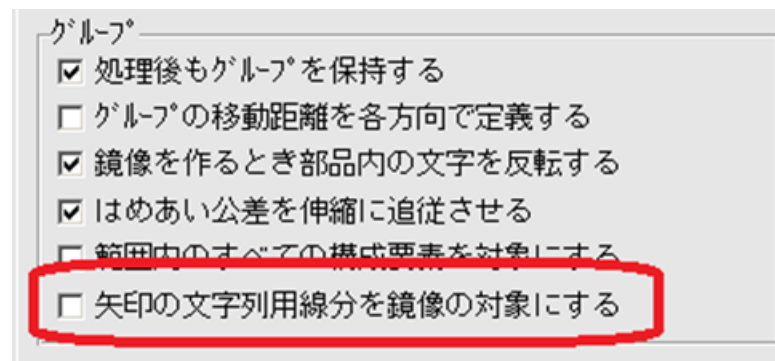 ｸﾞﾙｰﾌﾟ
処理後もｸﾞﾙｰﾌﾟを保持する
ｸﾞﾙｰﾌﾟの移動距離を各方向で定義する
鏡像を作るとき部品内の文字を反転する
はめあい公差を伸縮に追従させる
範囲内のすべての構成要素を対象にする
矢印の文字列用線分を鏡像の対象にする